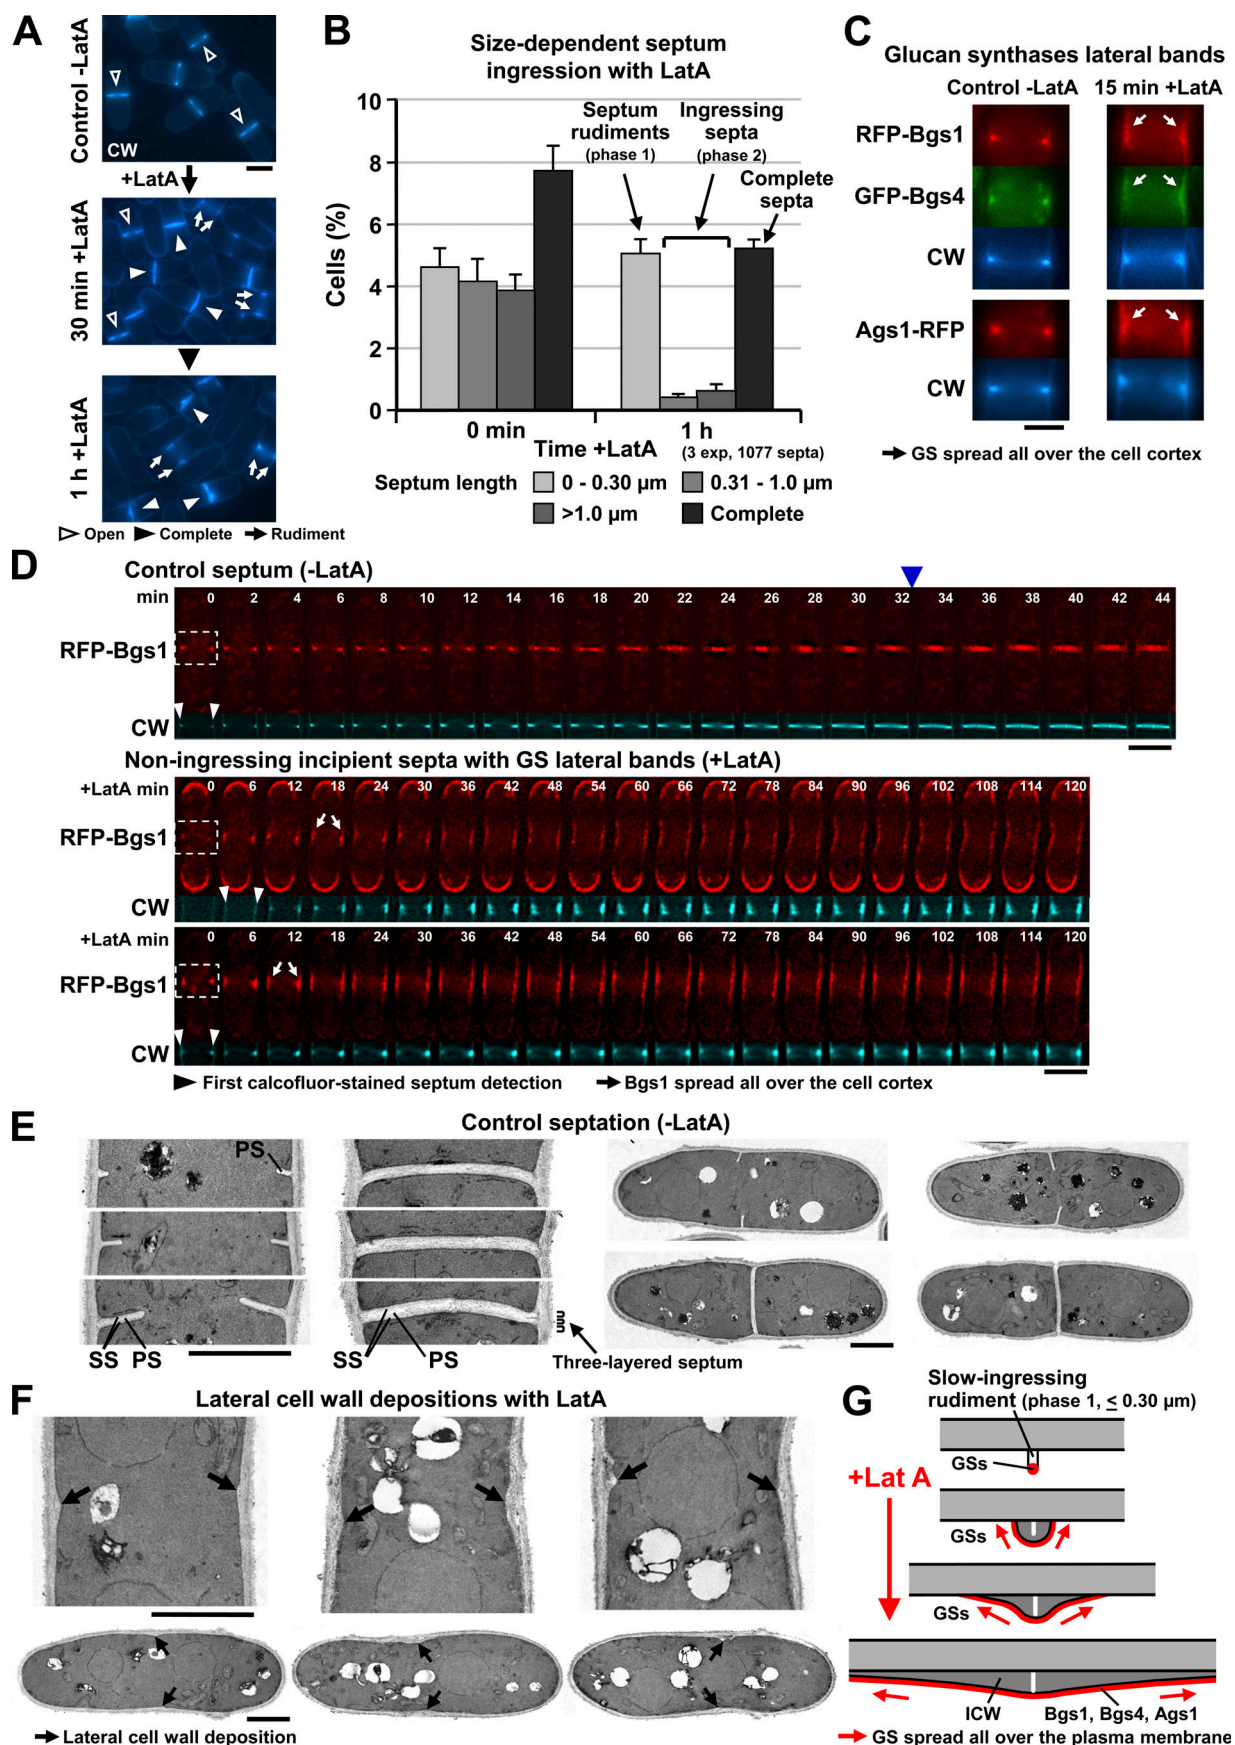 A
Control -LatA
CW
+LatA
30 min +LatA
1 h +LatA
Open Complete Rudiment
B
Size-dependent septum
ingression with LatA
Cells (%)
10
8
6
4
2
0
Septum
rudiments
(phase 1)
Ingressing
septa
(phase 2)
Complete
septa
0 min
1 h
Time +LatA
(3 exp, 1077 septa)
Septum length
0 - 0.30 µm
0.31 - 1.0 µm
>1.0 µm
Complete
C
Glucan synthases lateral bands
Control -LatA
15 min +LatA
RFP-Bgs1
GFP-Bgs4
CW
Ags1-RFP
CW
GS spread all over the cell cortex
D
Control septum (-LatA)
min 0 2 4 6 8 10 12 14 16 18 20 22 24 26 28 30 32 34 36 38 40 42 44
RFP-Bgs1
CW
Non-ingressing incipient septa with GS lateral bands (+LatA)
+LatA min 0 6 12 18 24 30 36 42 48 54 60 66 72 78 84 90 96 102 108 114 120
RFP-Bgs1
CW
+LatA min 0 6 12 18 24 30 36 42 48 54 60 66 72 78 84 90 96 102 108 114 120
RFP-Bgs1
CW
First calcofluor-stained septum detection Bgs1 spread all over the cell cortex
E
Control septation (-LatA)
PS
SS PS
SS PS
Three-layered septum
F
Lateral cell wall depositions with LatA
Lateral cell wall deposition
G
Slow-ingressing
rudiment (phase 1, ≤ 0.30 µm)
GSs
+Lat A
GSs
GSs
ICW
Bgs1, Bgs4, Ags1
GS spread all over the plasma membrane